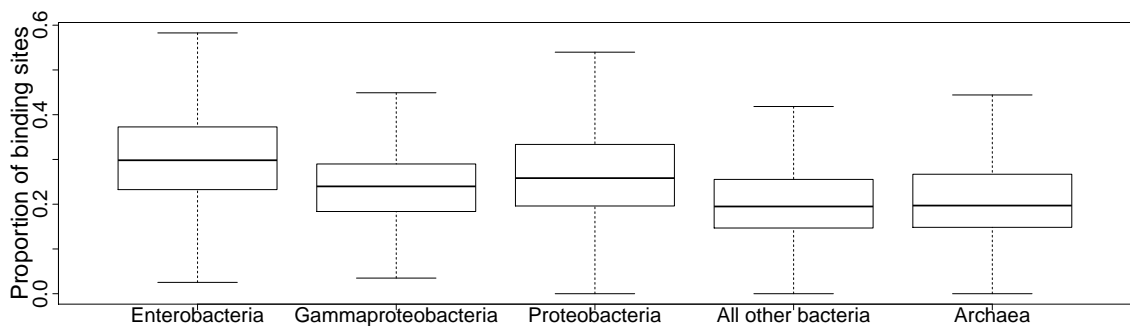 Proportion of binding sites
0.6
0.4
0.2
0.0
Enterobacteria
Gammaproteobacteria
Proteobacteria
All other bacteria
Archaea